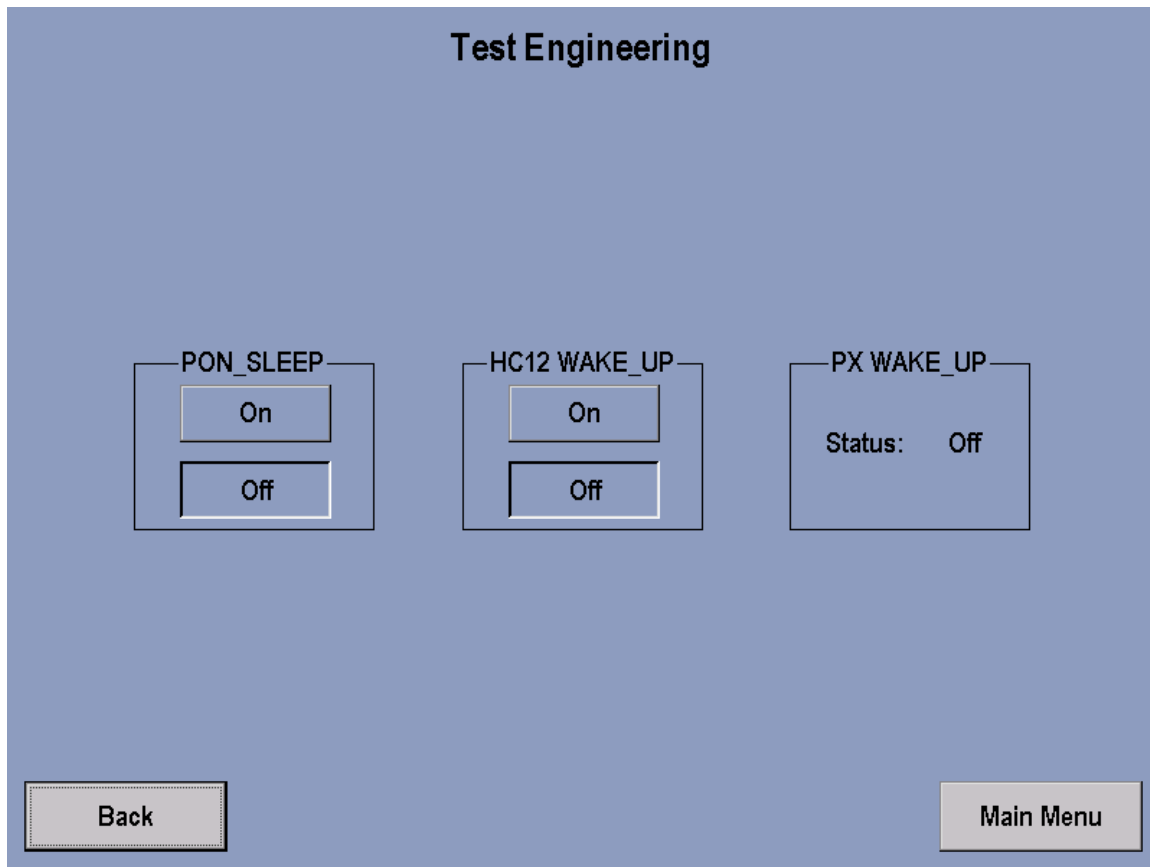 Test Engineering
PON_SLEEP
On
Off
HC12 WAKE_UP
On
Off
PX WAKE_UP
Status: Off
Back
Main Menu